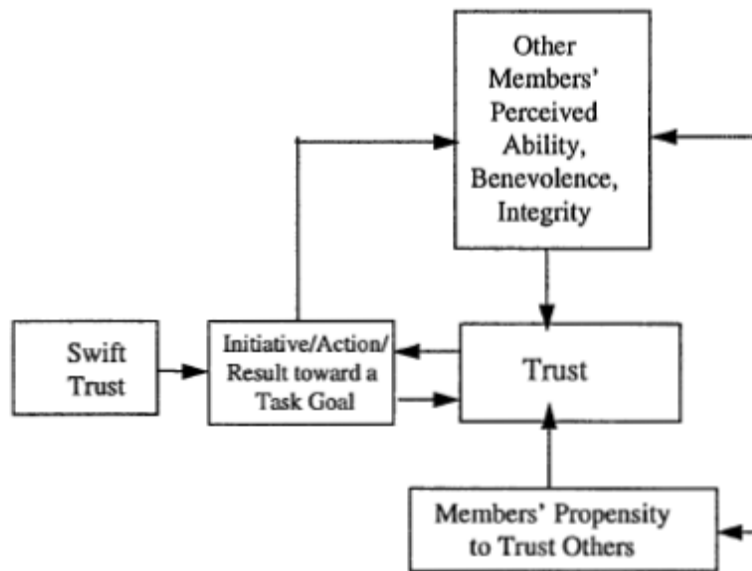 Other
Members'
Perceived
Ability,
Benevolence,
Integrity
Swift
Trust
Initiative/Action/
Result toward a
Task Goal
Trust
Members' Propensity
to Trust Others